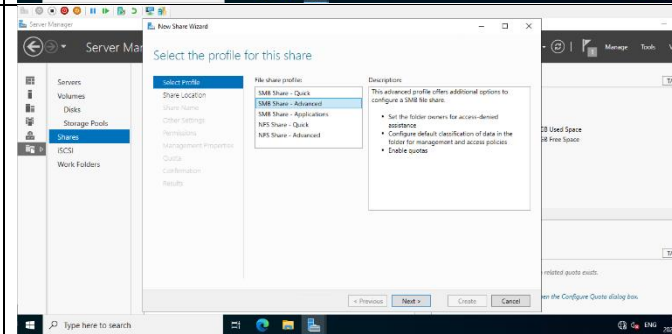 Server Manager
New Share Wizard
Server Mar
Manage
Tools
Select the profile for this share
Servers
Volumes
Disks
Storage Pools
Shares
iSCSI
Work Folders
Select Profile
Share Location
Share Name
Other Settings
Permissions
Management Properties
Quota
Confirmation
Results
File share profile:
SMB Share - Quick
SMB Share - Advanced
SMB Share - Applications
NFS Share - Quick
NFS Share - Advanced
Description:
This advanced profile offers additional options to
configure a SMB file share.
• Set the folder owners for access-denied
assistance
• Configure default classification of data in the
folder for management and access policies
• Enable quotas
Used Space
Free Space
related quota exists.
the Configure Quota dialog box.
< Previous
Next >
Create
Cancel
Type here to search
ENG